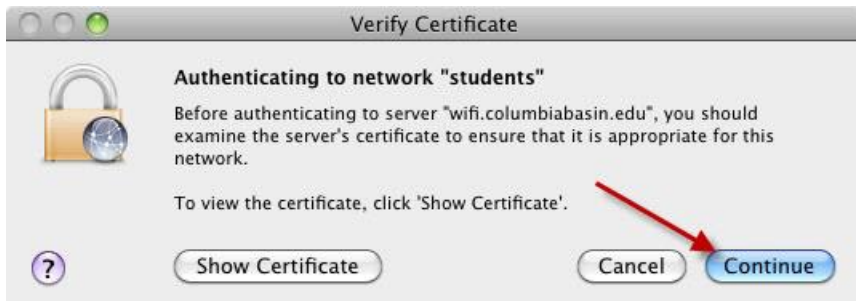 Verify Certificate
Authenticating to network "students"
Before authenticating to server "wifi.columbiabasin.edu", you should
examine the server's certificate to ensure that it is appropriate for this
network.
To view the certificate, click 'Show Certificate'.
?
Show Certificate
Cancel
Continue